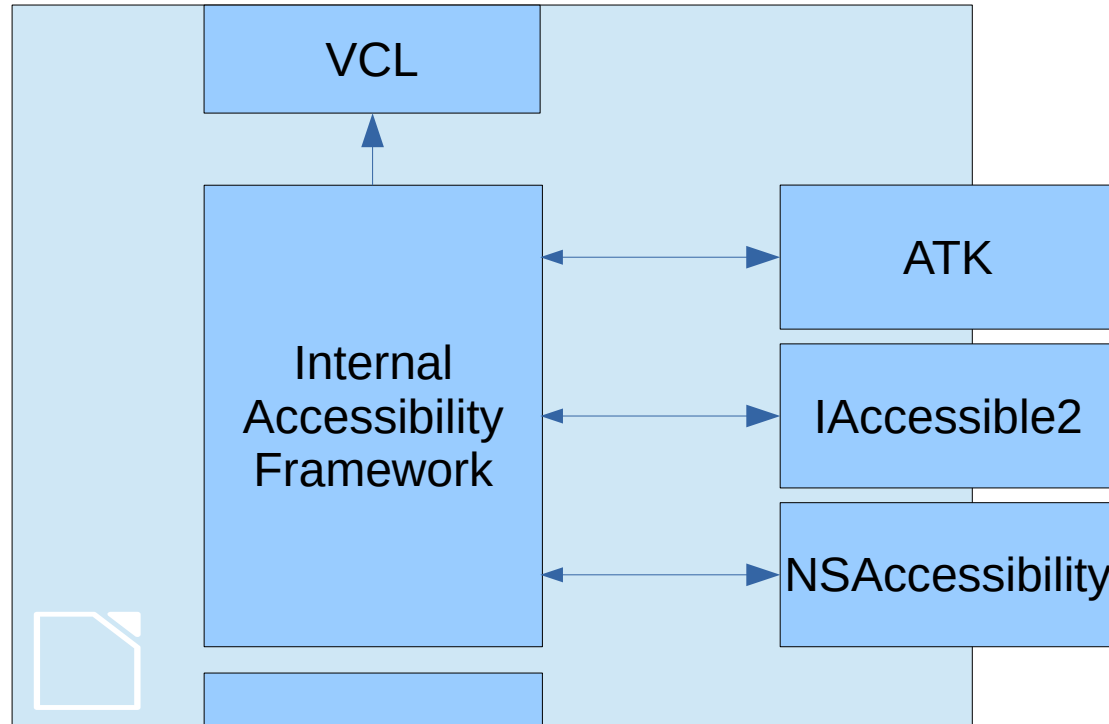 VCL
Internal
Accessibility
Framework
ATK
IAccessible2
NSAccessibility